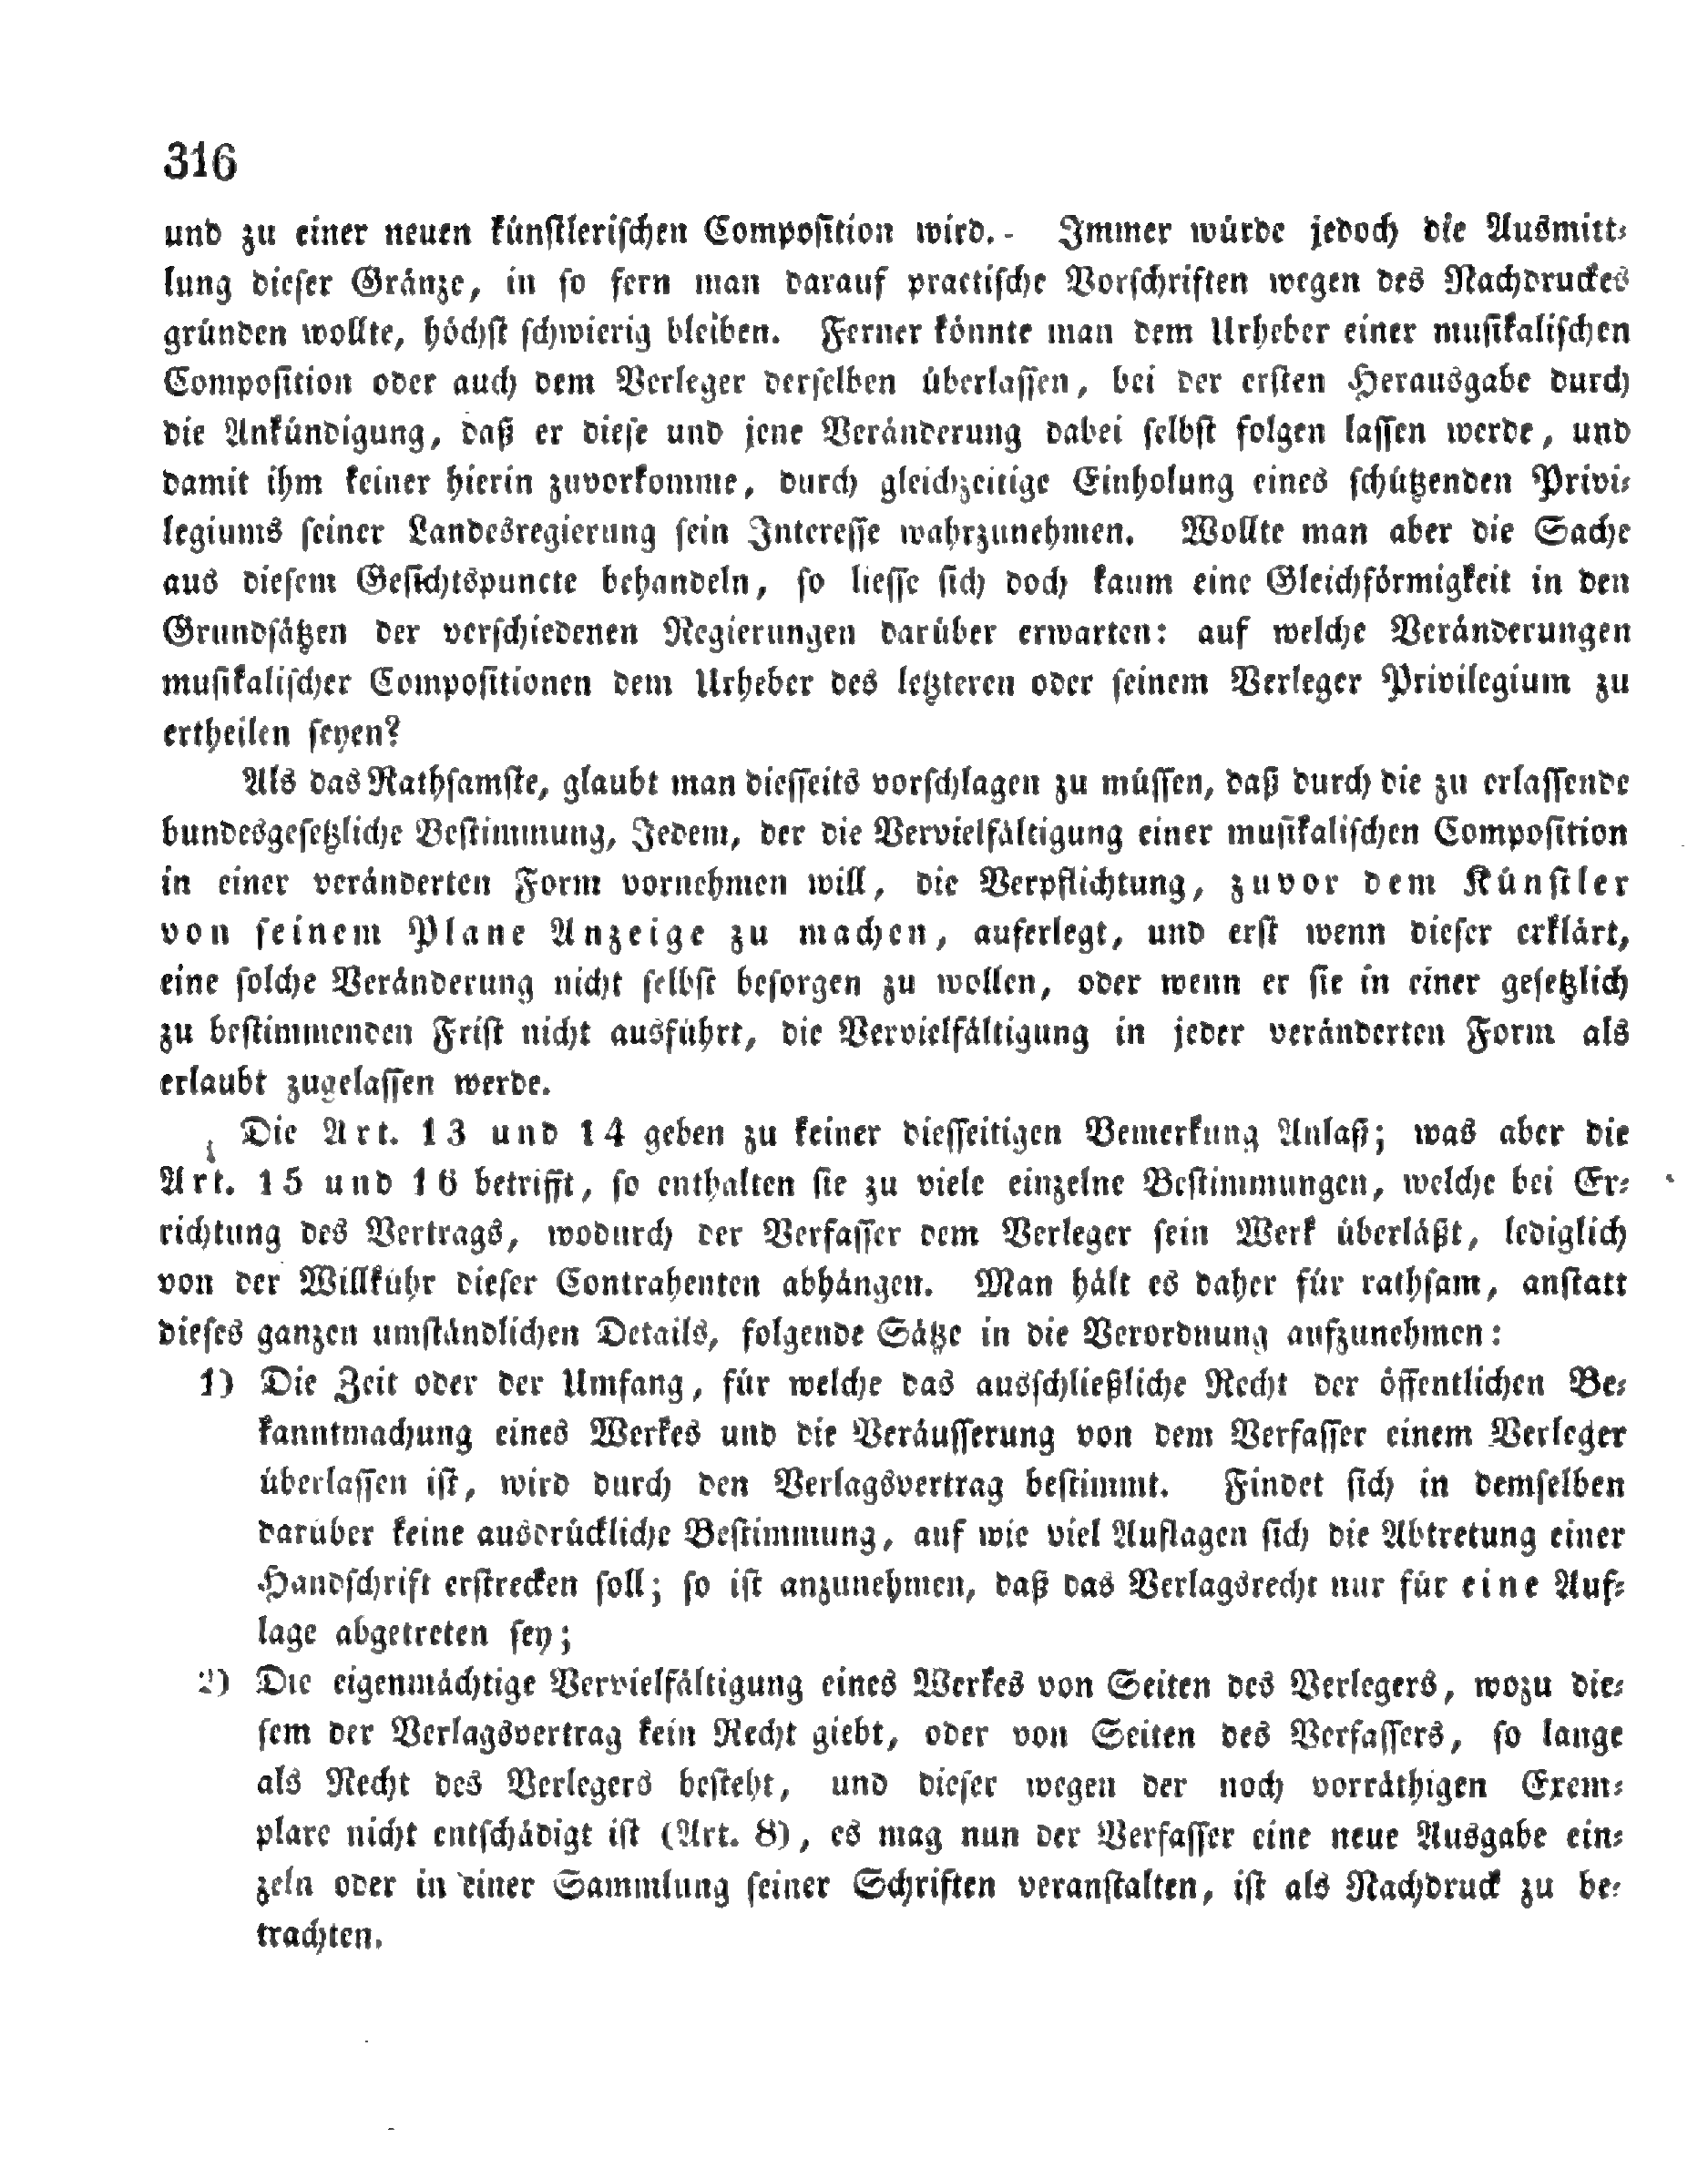 316
und zu einer neuen künstlerischen Composition wird. - Immer würde jedoch die Ausmitt-
lung dieser Gränze, in so fern man darauf practische Vorschriften wegen des Nachdruckes
gründen wollte, höchst schwierig bleiben. Ferner könnte man dem Urheber einer musikalischen
Composition oder auch dem Verleger derselben überlassen, bei der ersten Herausgabe durch
die Ankündigung, daß er diese und jene Veränderung dabei selbst folgen lassen werde, und
damit ihm keiner hierin zuvorkomme, durch gleichzeitige Einholung eines schützenden Privi-
legiums seiner Landesregierung sein Interesse wahrzunehmen. Wollte man aber die Sache
aus diesem Gesichtspuncte behandeln, so liesse sich doch kaum eine Gleichförmigkeit in den
Grundsätzen der verschiedenen Regierungen darüber erwarten: auf welche Veränderungen
musikalischer Compositionen dem Urheber des letzteren oder seinem Verleger Privilegium zu
ertheilen seyen?
Als das Rathsamste, glaubt man diesseits vorschlagen zu müssen, daß durch die zu erlassende
bundesgesetzliche Bestimmung, Jedem, der die Vervielfältigung einer musikalischen Composition
in einer veränderten Form vornehmen will, die Verpflichtung, zuvor dem Künstler
von seinem Plane Anzeige zu machen, auferlegt, und erst wenn dieser erklärt,
eine solche Veränderung nicht selbst besorgen zu wollen, oder wenn er sie in einer gesetzlich
zu bestimmenden Frist nicht ausführt, die Vervielfältigung in jeder veränderten Form als
erlaubt zugelassen werde.
Die Art. 13 und 14 geben zu keiner diesseitigen Bemerkung Anlaß; was aber die
Art. 15 und 16 betrifft, so enthalten sie zu viele einzelne Bestimmungen, welche bei Er-
richtung des Vertrags, wodurch der Verfasser dem Verleger sein Werk überläßt, lediglich
von der Willkühr dieser Contrahenten abhängen. Man hält es daher für rathsam, anstatt
dieses ganzen umständlichen Details, folgende Sätze in die Verordnung aufzunehmen:
1) Die Zeit oder der Umfang, für welche das ausschließliche Recht der öffentlichen Be-
kanntmachung eines Werkes und die Veräusserung von dem Verfasser einem Verleger
überlassen ist, wird durch den Verlagsvertrag bestimmt. Findet sich in demselben
darüber keine ausdrückliche Bestimmung, auf wie viel Auflagen sich die Abtretung einer
Handschrift erstrecken soll; so ist anzunehmen, daß das Verlagsrecht nur für eine Auf-
lage abgetreten sey;
2) Die eigenmächtige Vervielfältigung eines Werkes von Seiten des Verlegers, wozu die-
sem der Verlagsvertrag kein Recht giebt, oder von Seiten des Verfassers, so lange
als Recht des Verlegers besteht, und dieser wegen der noch vorräthigen Exem-
plare nicht entschädigt ist (Art. 8), es mag nun der Verfasser eine neue Ausgabe ein-
zeln oder in einer Sammlung seiner Schriften veranstalten, ist als Nachdruck zu be-
trachten.